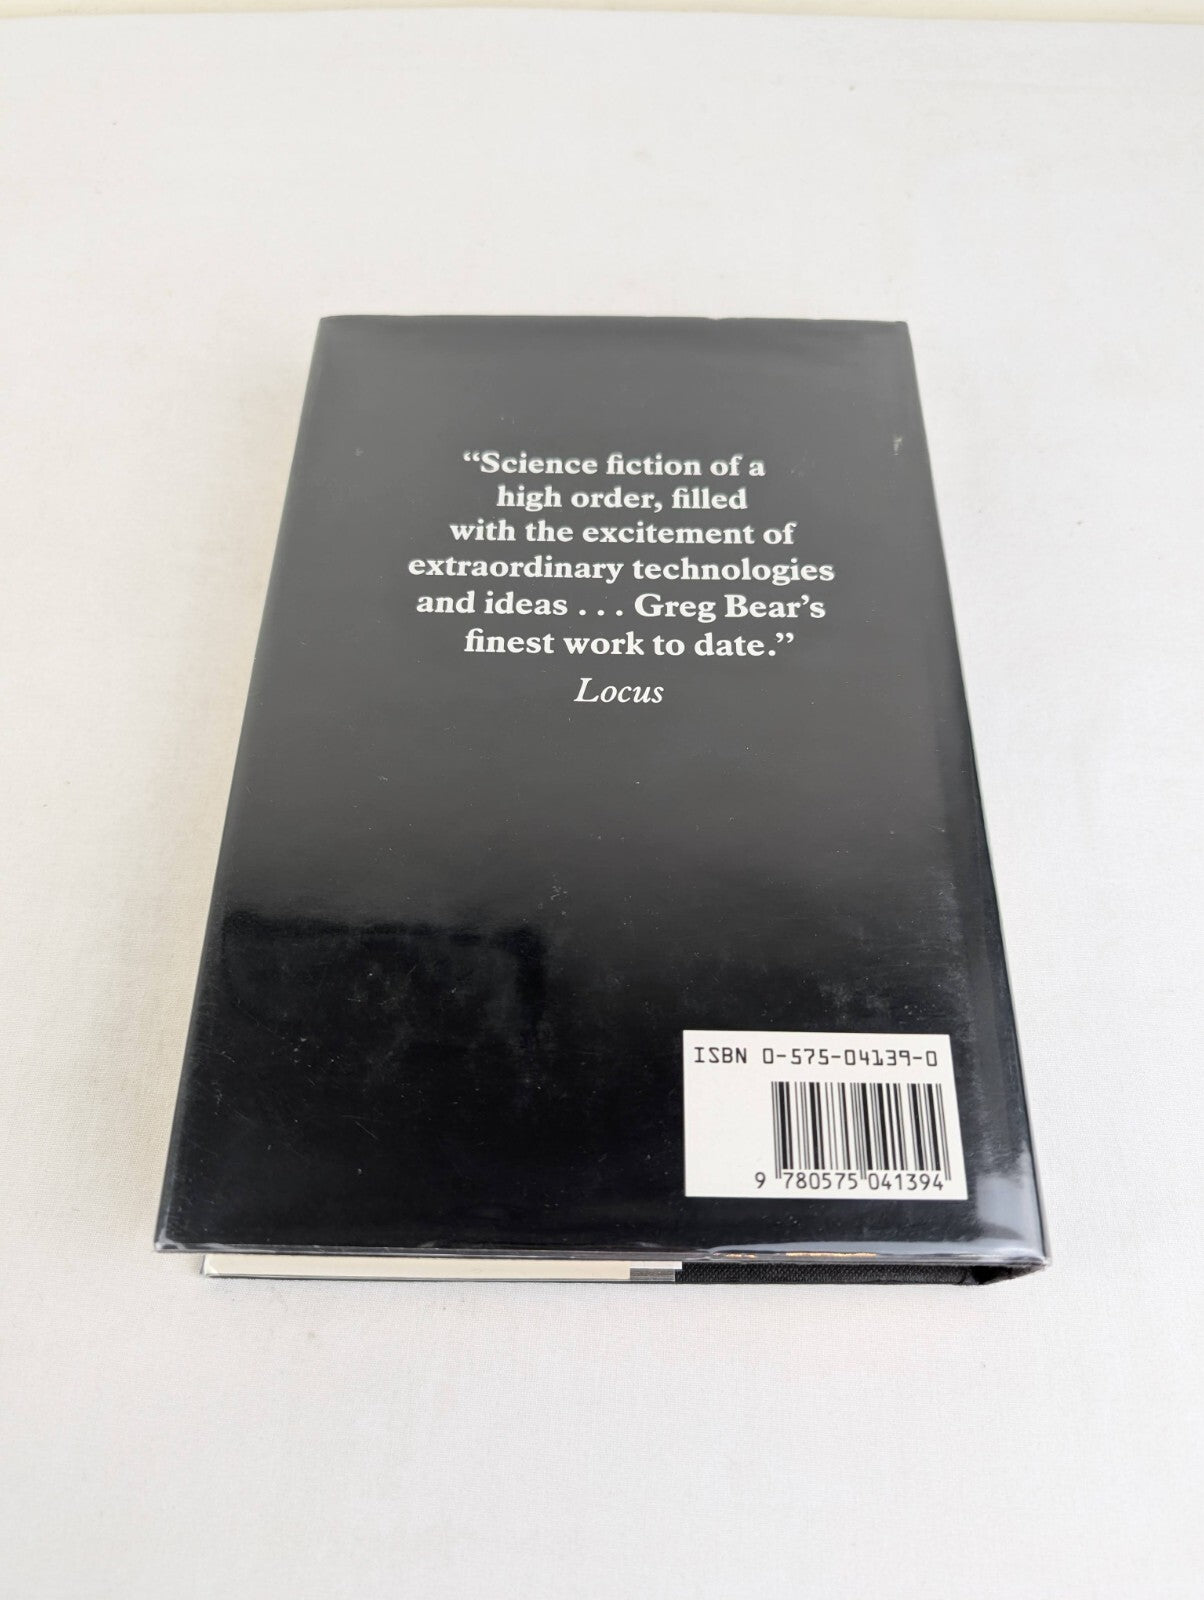 “Science fiction of a
high order, filled
with the excitement of
extraordinary technologies
and ideas . . . Greg Bear’s
finest work to date.”
Locus
ISBN 0-575-04139-0
9 780575 041394